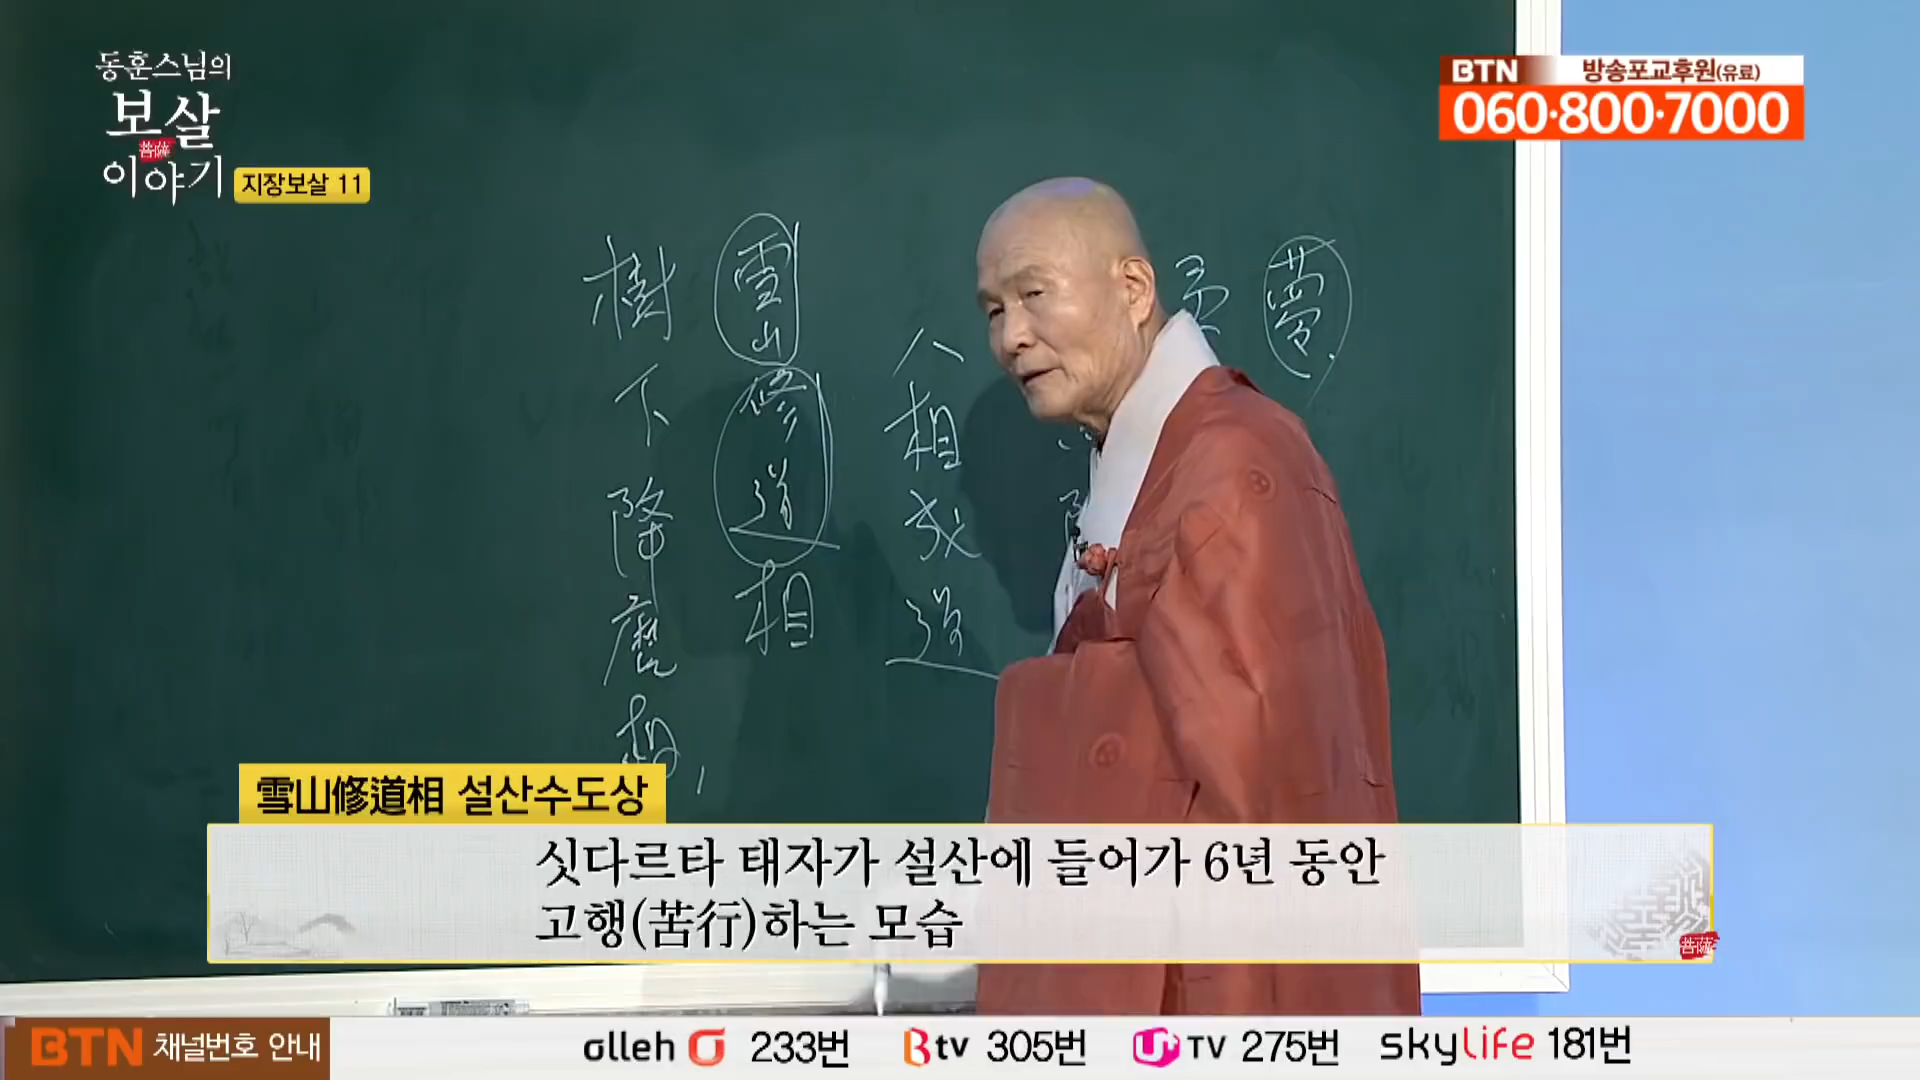 동훈스님의
보살
菩薩
이야기
지장보살 11
BTN 방송포교후원(유료)
060·800·7000
夢
八相成道
雪山修道相
樹下降魔相
雪山修道相 설산수도상
싯다르타 태자가 설산에 들어가 6년 동안
고행(苦行)하는 모습
菩薩
BTN 채널번호 안내
olleh 233번 B tv 305번 U+ TV 275번 skylife 181번